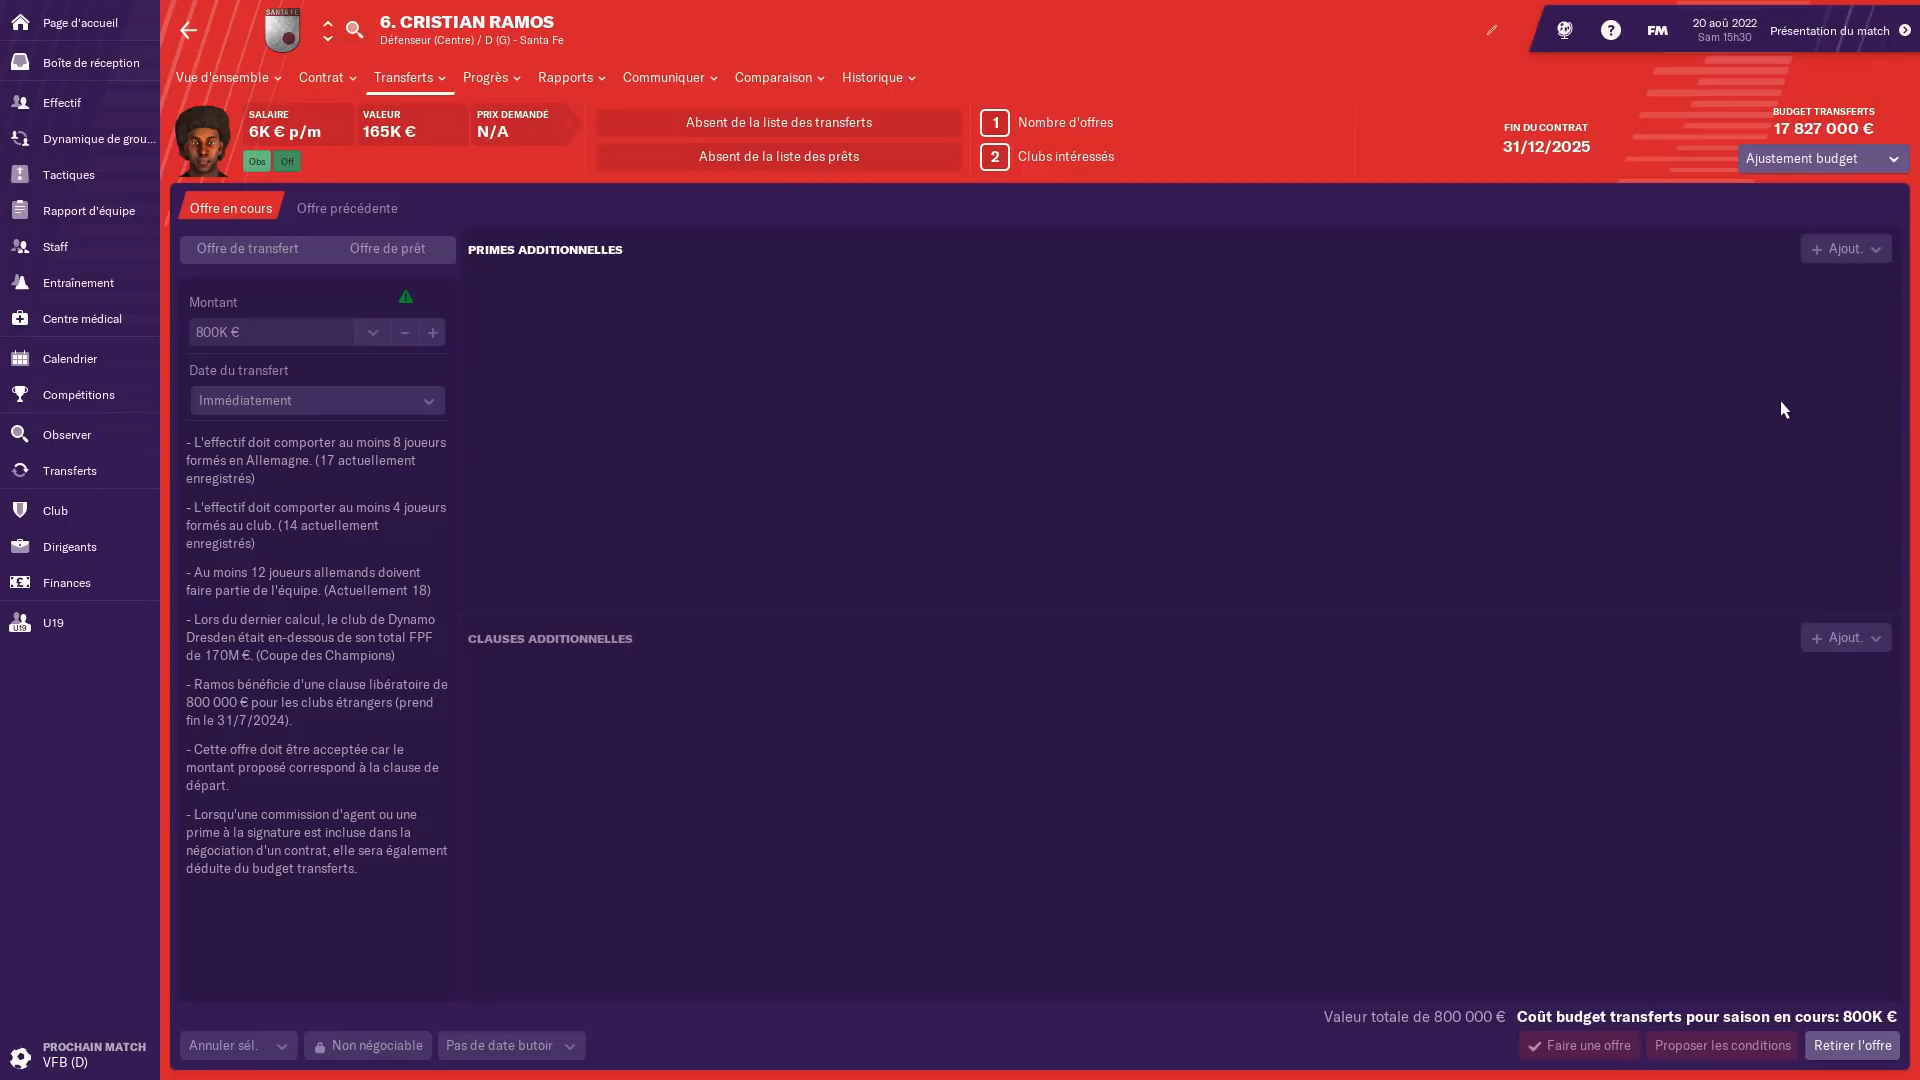 Page d'accueil
Boîte de réception
Effectif
Dynamique de grou...
Tactiques
Rapport d'équipe
Staff
Entraînement
Centre médical
Calendrier
Compétitions
Observer
Transferts
Club
Dirigeants
Finances
U19
U19
PROCHAIN MATCH
VFB (D)
SANTA FE
6. CRISTIAN RAMOS
Défenseur (Centre) / D (G) - Santa Fe
FM
20 aoû 2022
Sam 15h30
Présentation du match
Vue d'ensemble
Contrat
Transferts
Progrès
Rapports
Communiquer
Comparaison
Historique
SALAIRE
6K € p/m
VALEUR
165K €
PRIX DEMANDÉ
N/A
Obs
Off
Absent de la liste des transferts
Absent de la liste des prêts
1 Nombre d'offres
2 Clubs intéressés
FIN DU CONTRAT
31/12/2025
BUDGET TRANSFERTS
17 827 000 €
Ajustement budget
Offre en cours
Offre précédente
Offre de transfert
Offre de prêt
Montant
800K €
Date du transfert
Immédiatement
- L'effectif doit comporter au moins 8 joueurs
formés en Allemagne. (17 actuellement
enregistrés)
- L'effectif doit comporter au moins 4 joueurs
formés au club. (14 actuellement
enregistrés)
- Au moins 12 joueurs allemands doivent
faire partie de l'équipe. (Actuellement 18)
- Lors du dernier calcul, le club de Dynamo
Dresden était en-dessous de son total FPF
de 170M €. (Coupe des Champions)
- Ramos bénéficie d'une clause libératoire de
800 000 € pour les clubs étrangers (prend
fin le 31/7/2024).
- Cette offre doit être acceptée car le
montant proposé correspond à la clause de
départ.
- Lorsqu'une commission d'agent ou une
prime à la signature est incluse dans la
négociation d'un contrat, elle sera également
déduite du budget transferts.
PRIMES ADDITIONNELLES
+ Ajout.
CLAUSES ADDITIONNELLES
+ Ajout.
Valeur totale de 800 000 €
Coût budget transferts pour saison en cours: 800K €
Annuler sél.
Non négociable
Pas de date butoir
Faire une offre
Proposer les conditions
Retirer l'offre